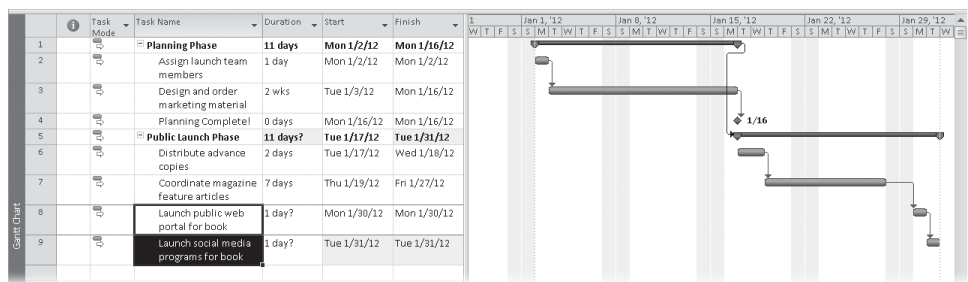 1 Jan 1, '12 Jan 8, '12 Jan 15, '12 Jan 22, '12 Jan 29, '12
Task Mode Task Name Duration Start Finish
W T F S S M T W T F S S M T W T F S S M T W T F S S M T W T F S S M T W
1 Planning Phase 11 days Mon 1/2/12 Mon 1/16/12
2 Assign launch team members 1 day Mon 1/2/12 Mon 1/2/12
3 Design and order marketing material 2 wks Tue 1/3/12 Mon 1/16/12
4 Planning Complete! 0 days Mon 1/16/12 Mon 1/16/12
1/16
5 Public Launch Phase 11 days? Tue 1/17/12 Tue 1/31/12
6 Distribute advance copies 2 days Tue 1/17/12 Wed 1/18/12
7 Coordinate magazine feature articles 7 days Thu 1/19/12 Fri 1/27/12
8 Launch public web portal for book 1 day? Mon 1/30/12 Mon 1/30/12
9 Launch social media programs for book 1 day? Tue 1/31/12 Tue 1/31/12
Gantt Chart